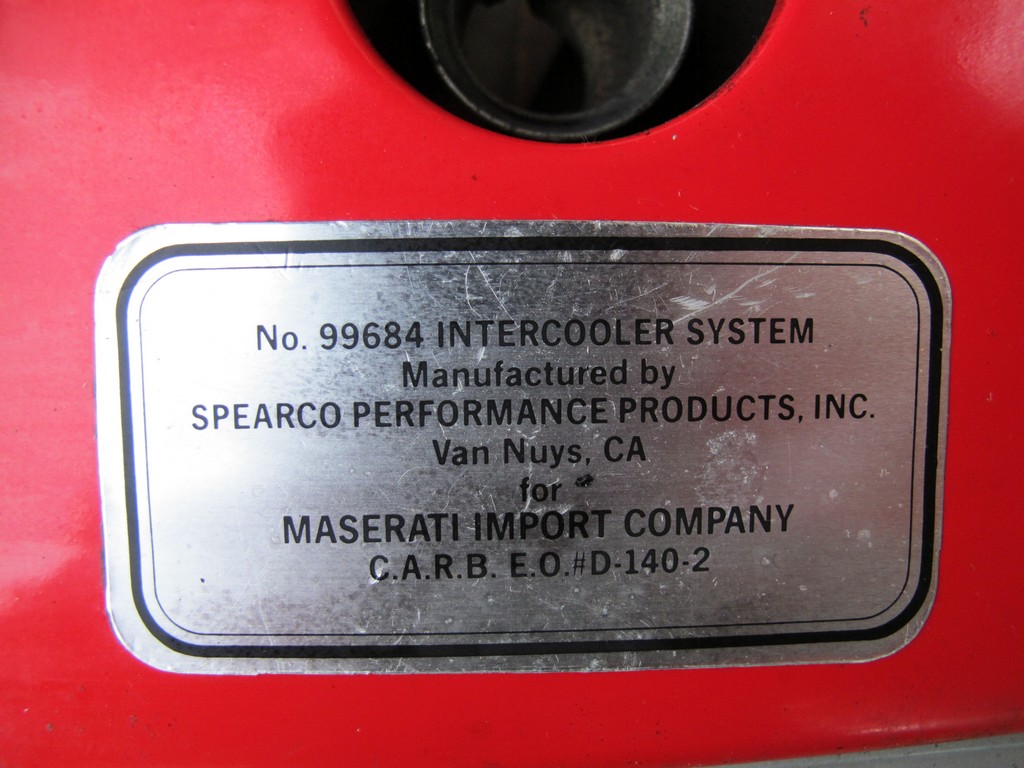 No. 99684 INTERCOOLER SYSTEM
Manufactured by
SPEARCO PERFORMANCE PRODUCTS, INC.
Van Nuys, CA
for
MASERATI IMPORT COMPANY
C.A.R.B. E.O.#D-140-2